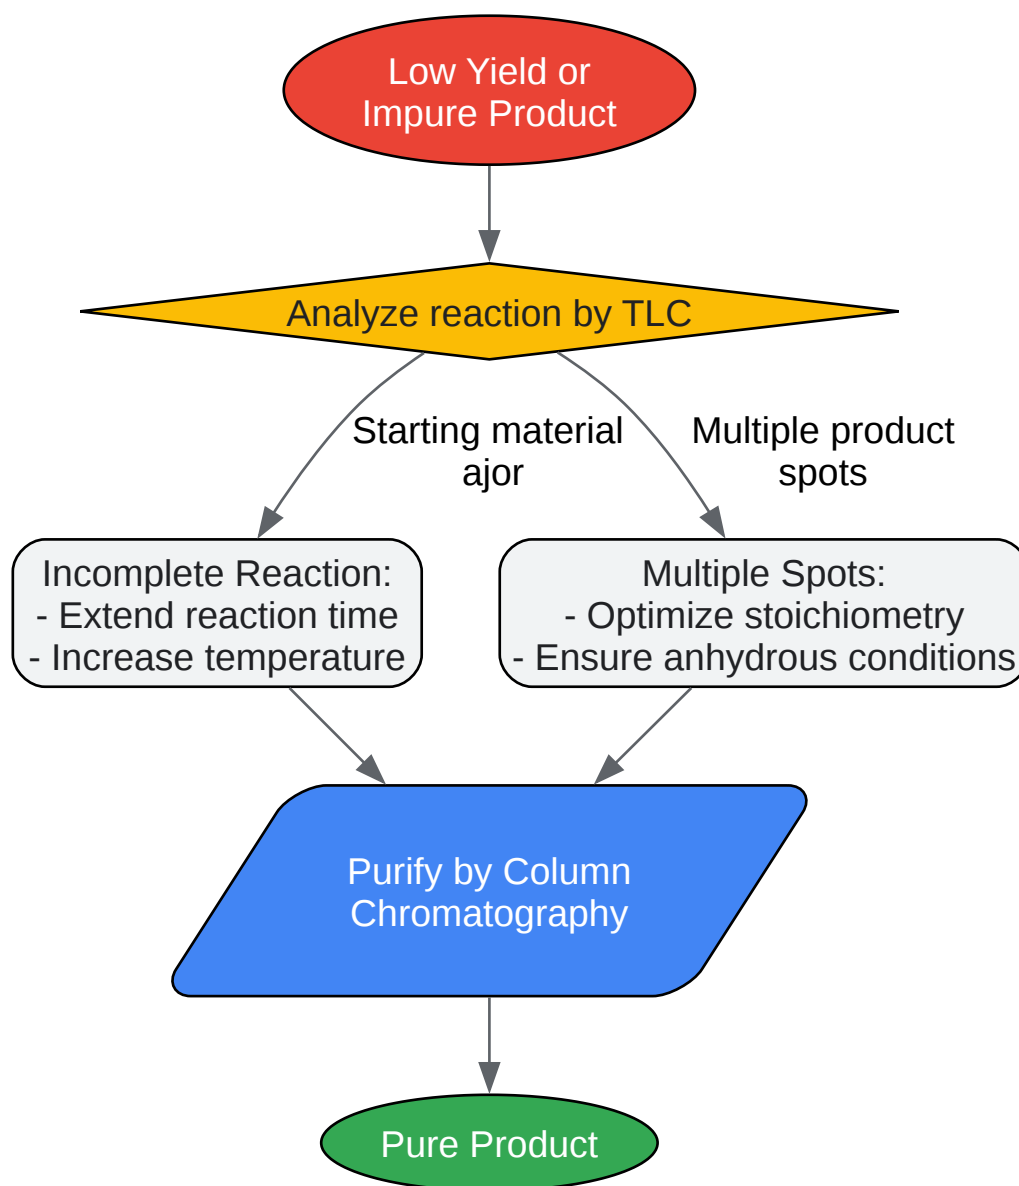 Low Yield or
Impure Product
Analyze reaction by TLC
Starting material
ajor
Multiple product
spots
Incomplete Reaction:
- Extend reaction time
- Increase temperature
Multiple Spots:
- Optimize stoichiometry
- Ensure anhydrous conditions
Purify by Column
Chromatography
Pure Product